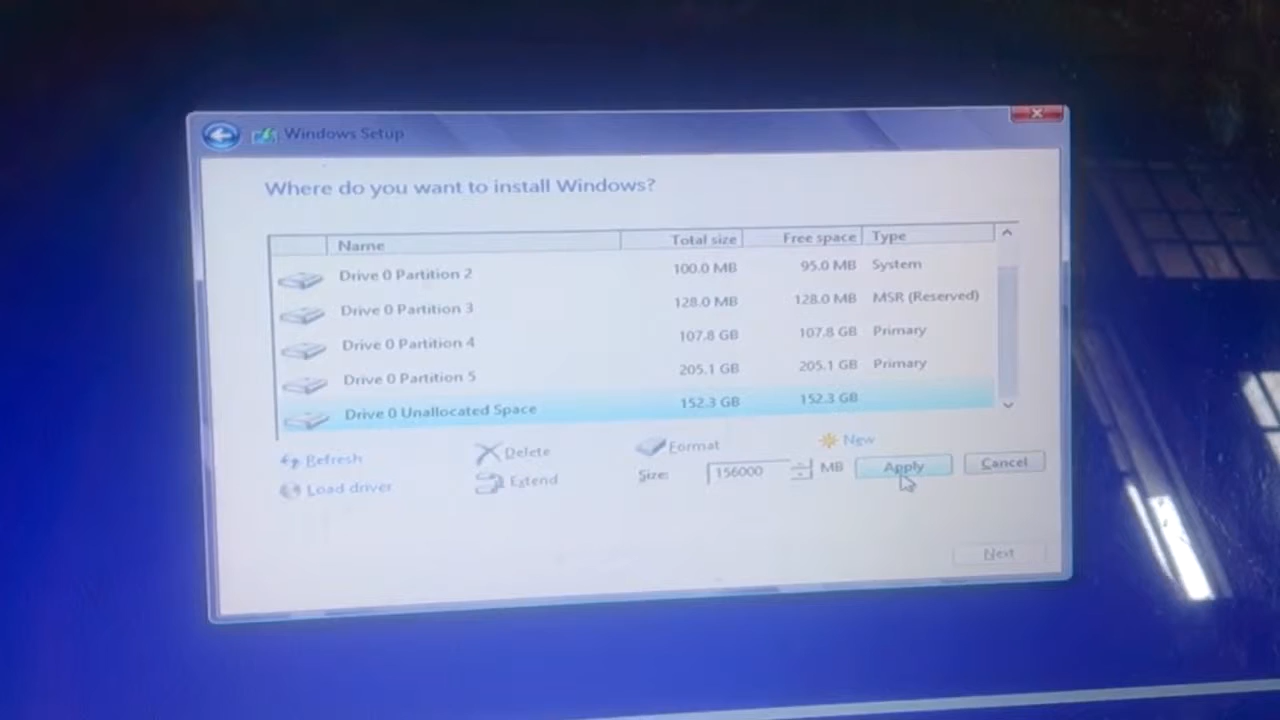 Windows Setup
Where do you want to install Windows?
Name Total size Free space Type
Drive 0 Partition 2 100.0 MB 95.0 MB System
Drive 0 Partition 3 128.0 MB 128.0 MB MSR (Reserved)
Drive 0 Partition 4 107.8 GB 107.8 GB Primary
Drive 0 Partition 5 205.1 GB 205.1 GB Primary
Drive 0 Unallocated Space 152.3 GB 152.3 GB
Refresh Delete Format New
Load driver Extend Size: 156000 MB Apply Cancel
Next